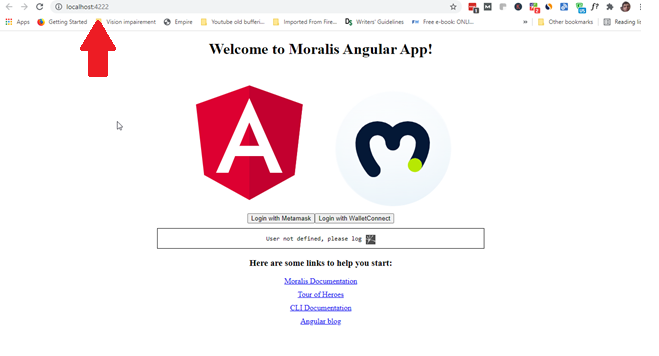 localhost:4222
Apps Getting Started Vision impairement Empire Youtube old bufferi... Imported From Fire... Writers' Guidelines Free e-book: ONLI... » Other bookmarks Reading list
Welcome to Moralis Angular App!
A
Login with Metamask Login with WalletConnect
User not defined, please log
Here are some links to help you start:
Moralis Documentation
Tour of Heroes
CLI Documentation
Angular blog